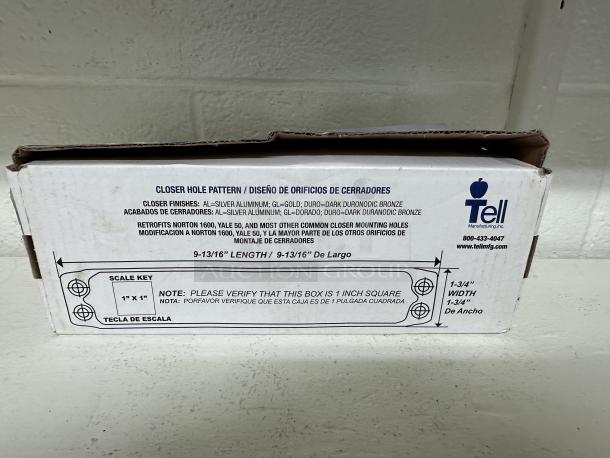 CLOSER HOLE PATTERN / DISEÑO DE ORIFICIOS DE CERRADORES
CLOSER FINISHES: AL=SILVER ALUMINUM; GL=GOLD; DURO=DARK DURONODIC BRONZE
ACABADOS DE CERRADORES: AL=SILVER ALUMINUM; GL=DORADO; DURO=DARK DURANODIC BRONZE
RETROFITS NORTON 1600, YALE 50, AND MOST OTHER COMMON CLOSER MOUNTING HOLES
MODIFICACION A NORTON 1600, YALE 50, Y LA MAYOR PARTE DE LOS OTROS ORIFICIOS DE
MONTAJE DE CERRADORES
Tell
Manufacturing, Inc.
800-433-4047
www.tellmfg.com
9-13/16" LENGTH / 9-13/16" De Largo
AUCTION GROUP
SCALE KEY
1" X 1"
TECLA DE ESCALA
NOTE: PLEASE VERIFY THAT THIS BOX IS 1 INCH SQUARE
NOTA: PORFAVOR VERIFIQUE QUE ESTA CAJA ES DE 1 PULGADA CUADRADA
1-3/4"
WIDTH
1-3/4"
De Ancho